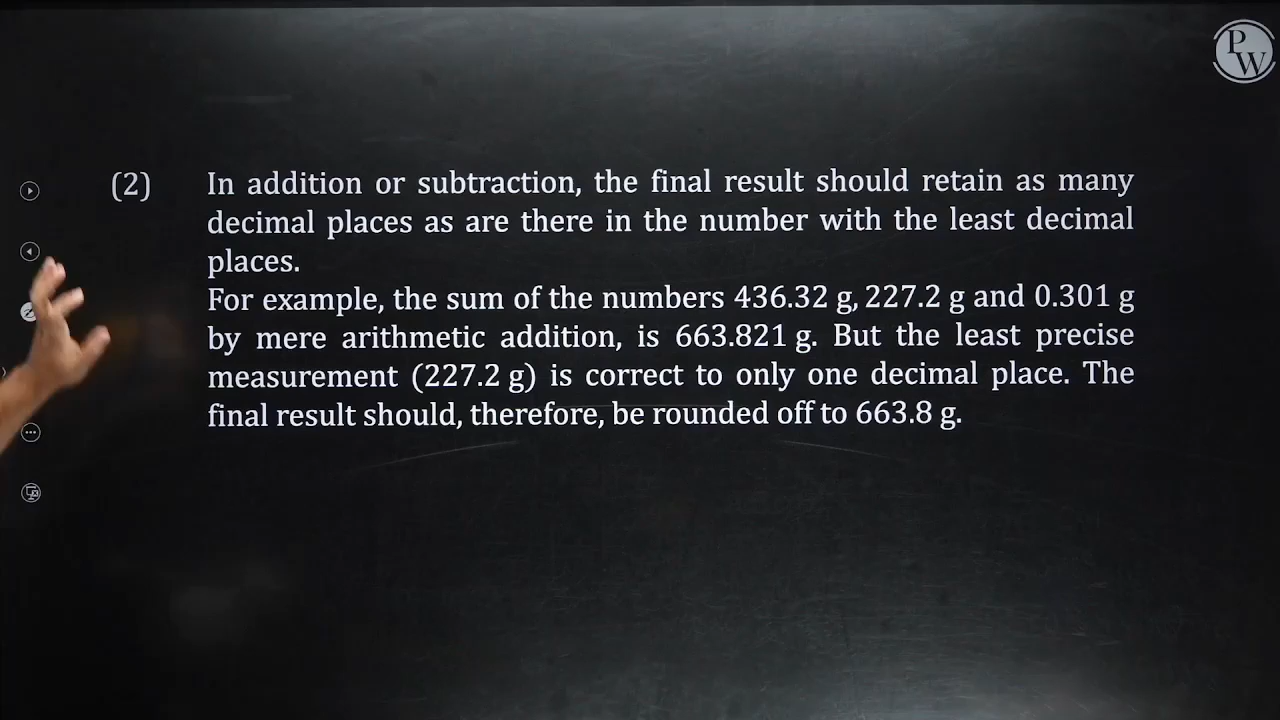 PW
(2) In addition or subtraction, the final result should retain as many
decimal places as are there in the number with the least decimal
places.
For example, the sum of the numbers 436.32 g, 227.2 g and 0.301 g
by mere arithmetic addition, is 663.821 g. But the least precise
measurement (227.2 g) is correct to only one decimal place. The
final result should, therefore, be rounded off to 663.8 g.